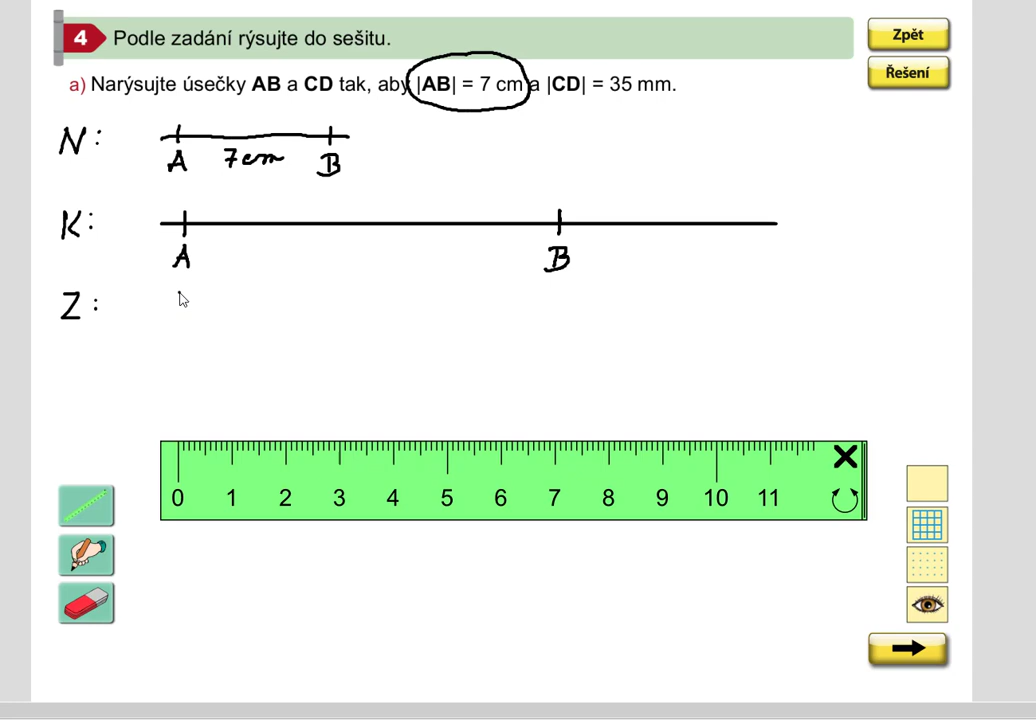 4 Podle zadání rýsujte do sešitu.
Zpět
Řešení
a) Narýsujte úsečky AB a CD tak, aby |AB| = 7 cm a |CD| = 35 mm.
N:
A 7cm B
K:
A B
Z:
0 1 2 3 4 5 6 7 8 9 10 11